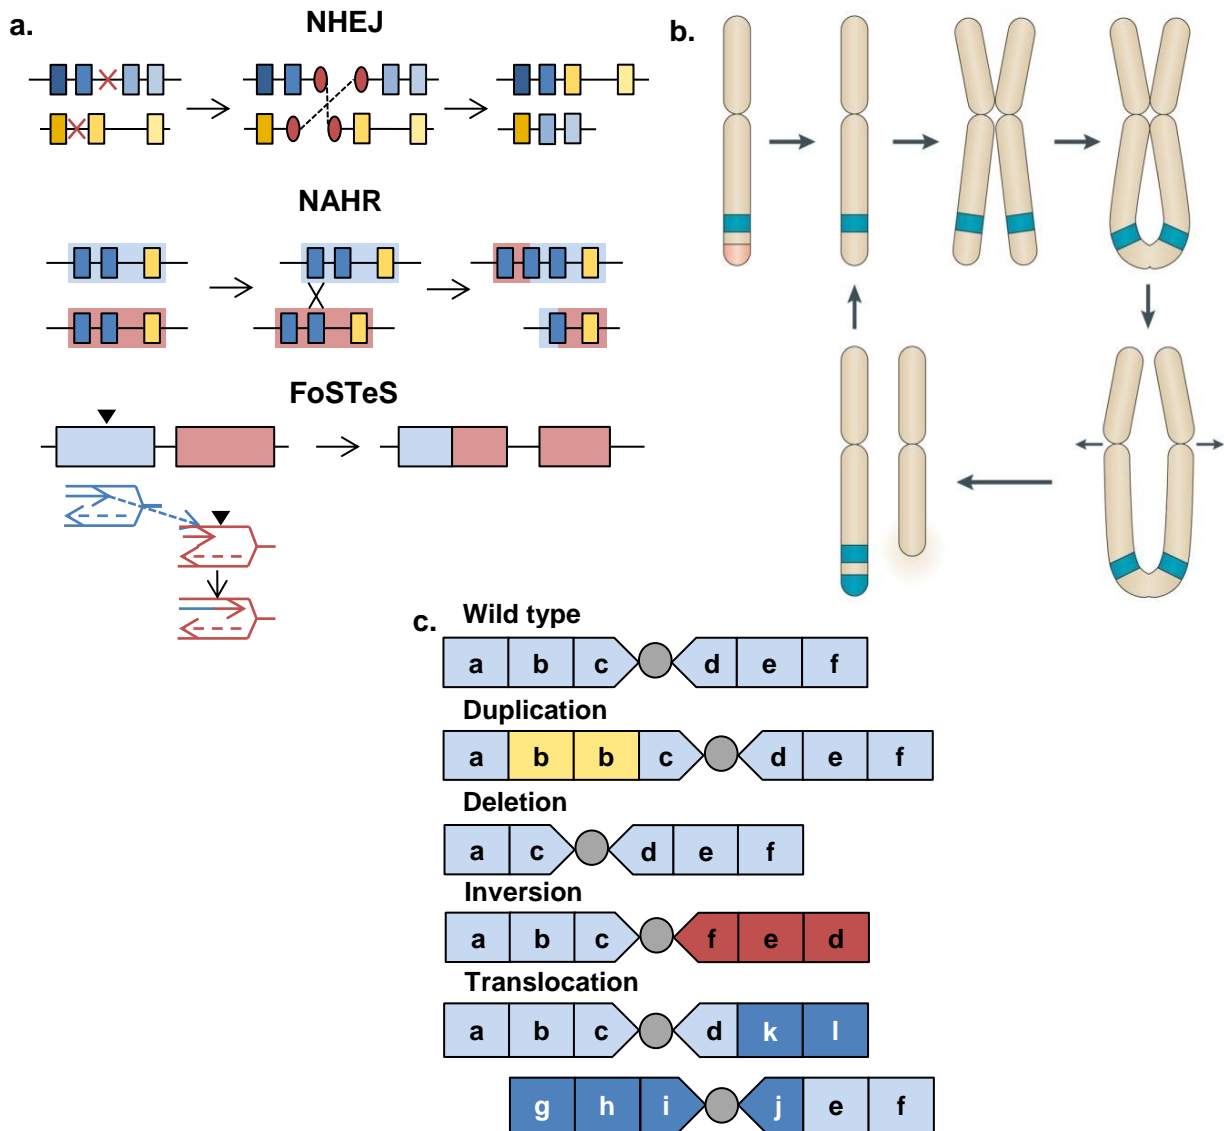 a.
NHEJ
NAHR
FoSTeS
b.
c.
Wild type
a b c d e f
Duplication
a b b c d e f
Deletion
a c d e f
Inversion
a b c f e d
Translocation
a b c d k l
g h i j e f